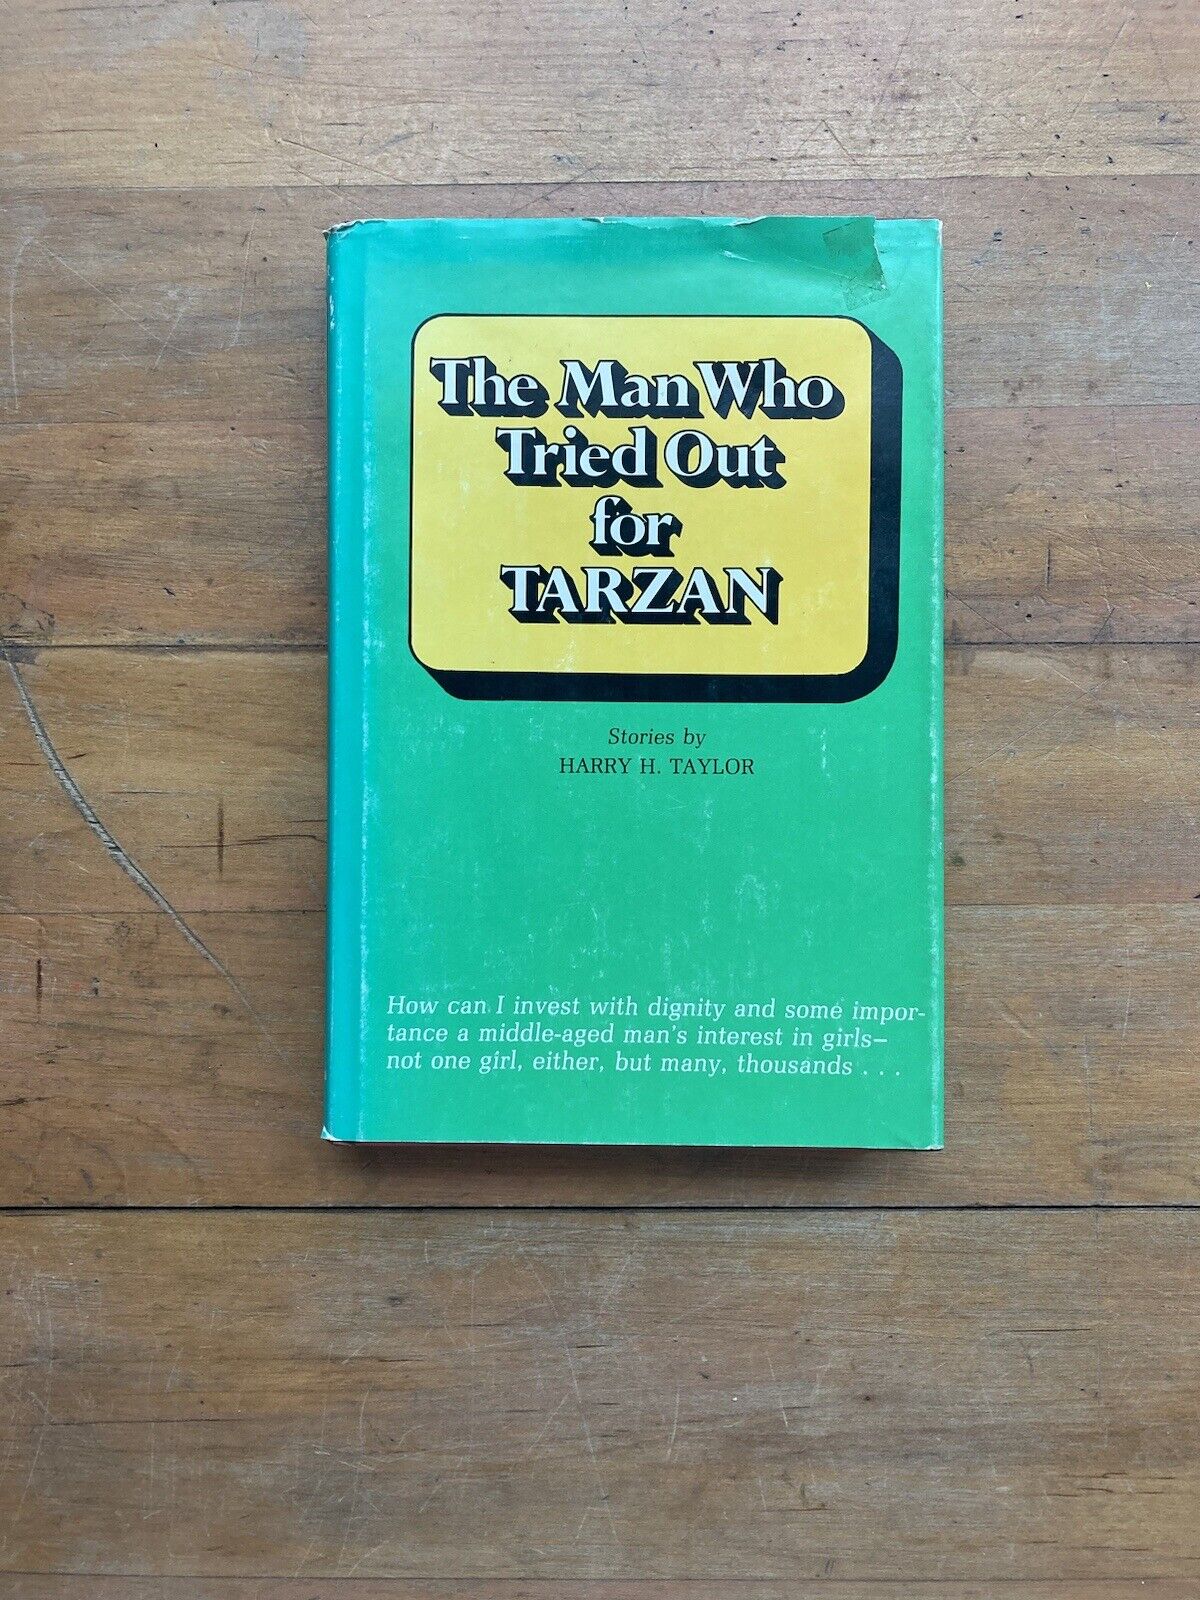 The Man Who
Tried Out
for
TARZAN
Stories by
HARRY H. TAYLOR
How can I invest with dignity and some impor-
tance a middle-aged man's interest in girls—
not one girl, either, but many, thousands . . .